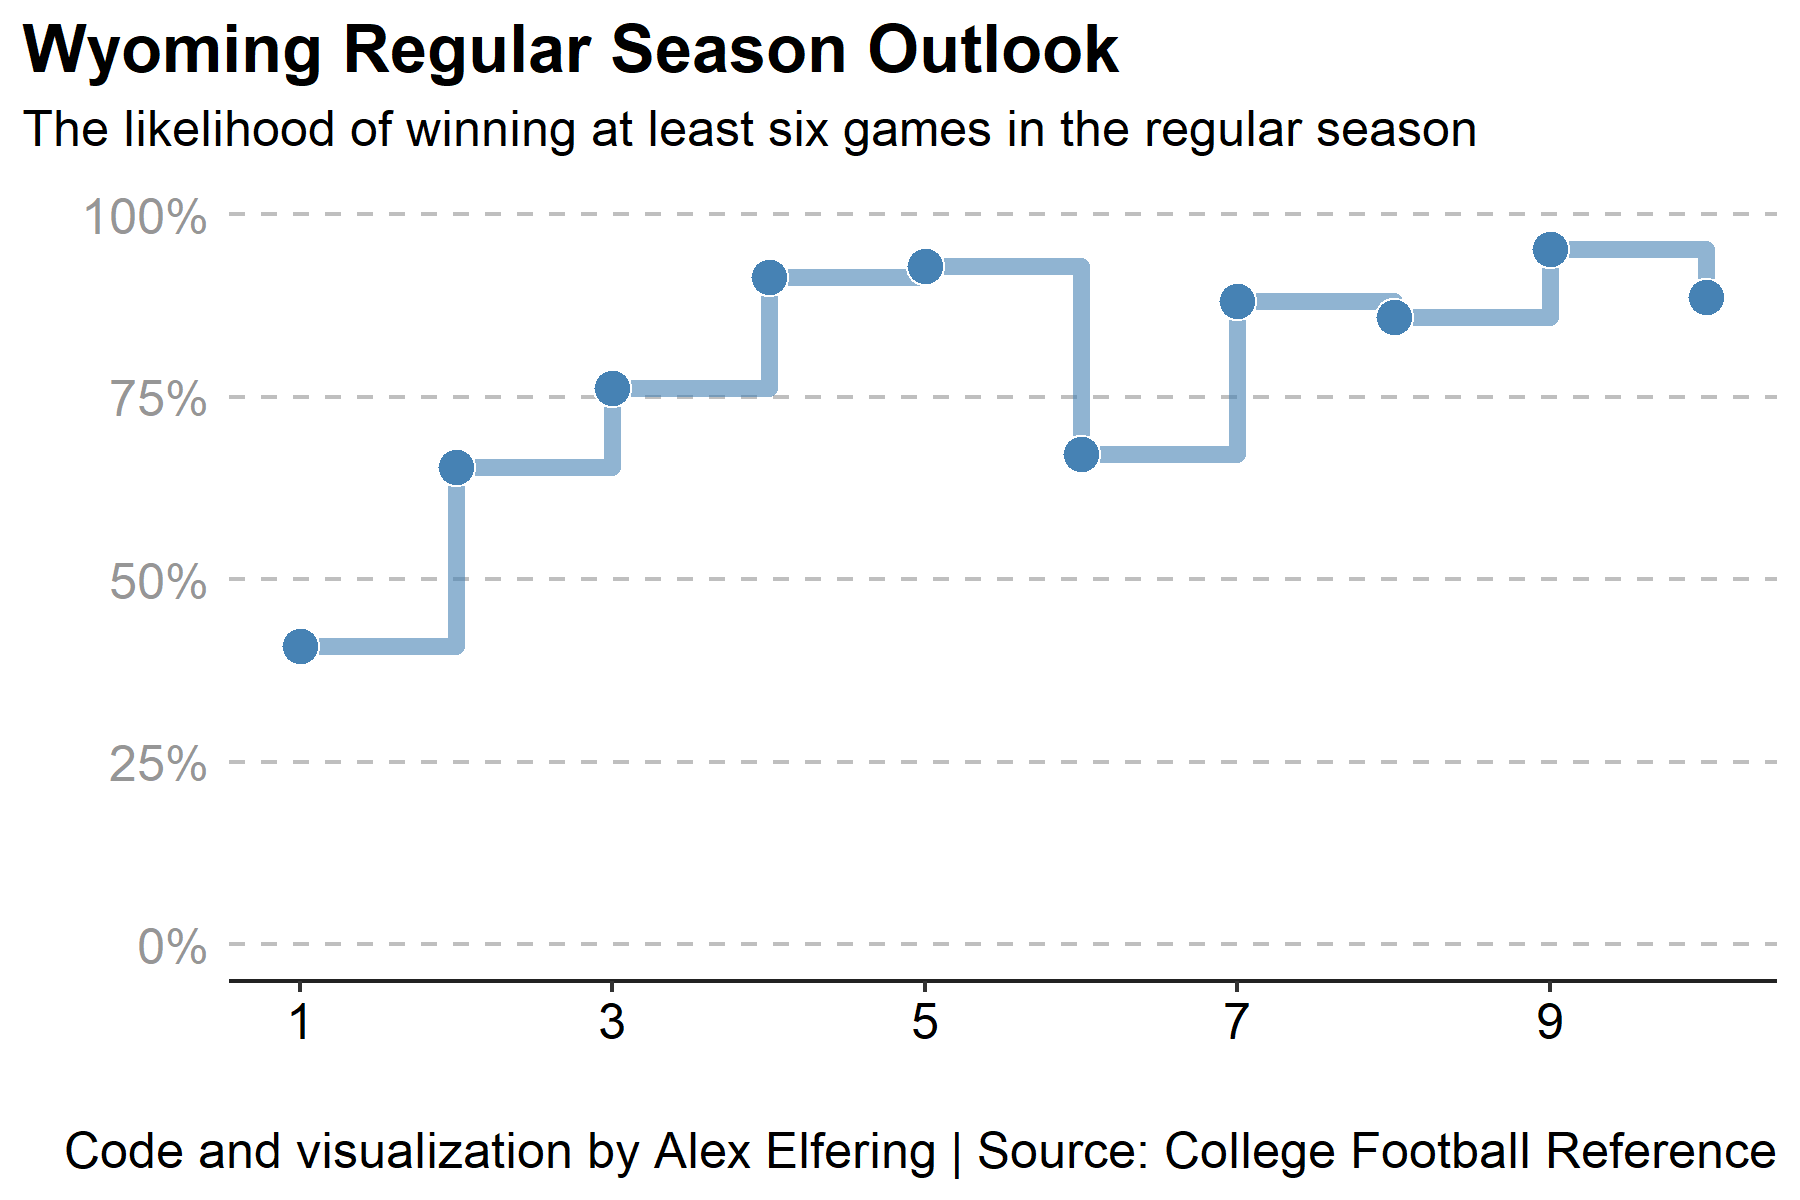 Wyoming Regular Season Outlook
The likelihood of winning at least six games in the regular season
100%
75%
50%
25%
0%
1 3 5 7 9
Code and visualization by Alex Elfering | Source: College Football Reference